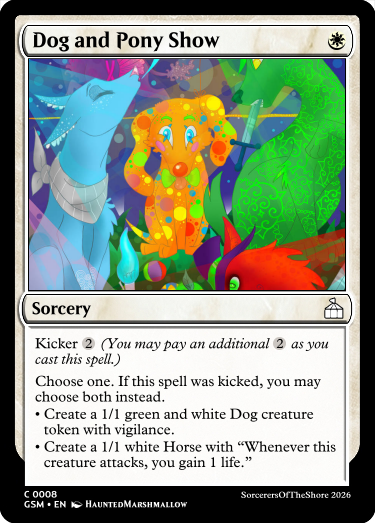 Dog and Pony Show
Sorcery
Kicker 2 (You may pay an additional 2 as you
cast this spell.)
Choose one. If this spell was kicked, you may
choose both instead.
• Create a 1/1 green and white Dog creature
token with vigilance.
• Create a 1/1 white Horse with “Whenever this
creature attacks, you gain 1 life.”
C 0008
SorcerersOfTheShore 2026
GSM • EN HauntedMarshmallow